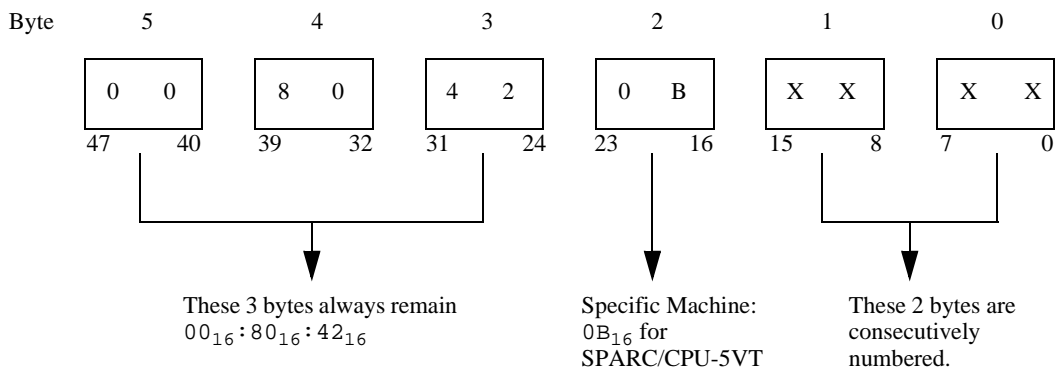 Byte 5 4 3 2 1 0
0 0 8 0 4 2 0 B X X X X
47 40 39 32 31 24 23 16 15 8 7 0
These 3 bytes always remain
00₁₆:80₁₆:42₁₆
Specific Machine:
0B₁₆ for
SPARC/CPU-5VT
These 2 bytes are
consecutively
numbered.